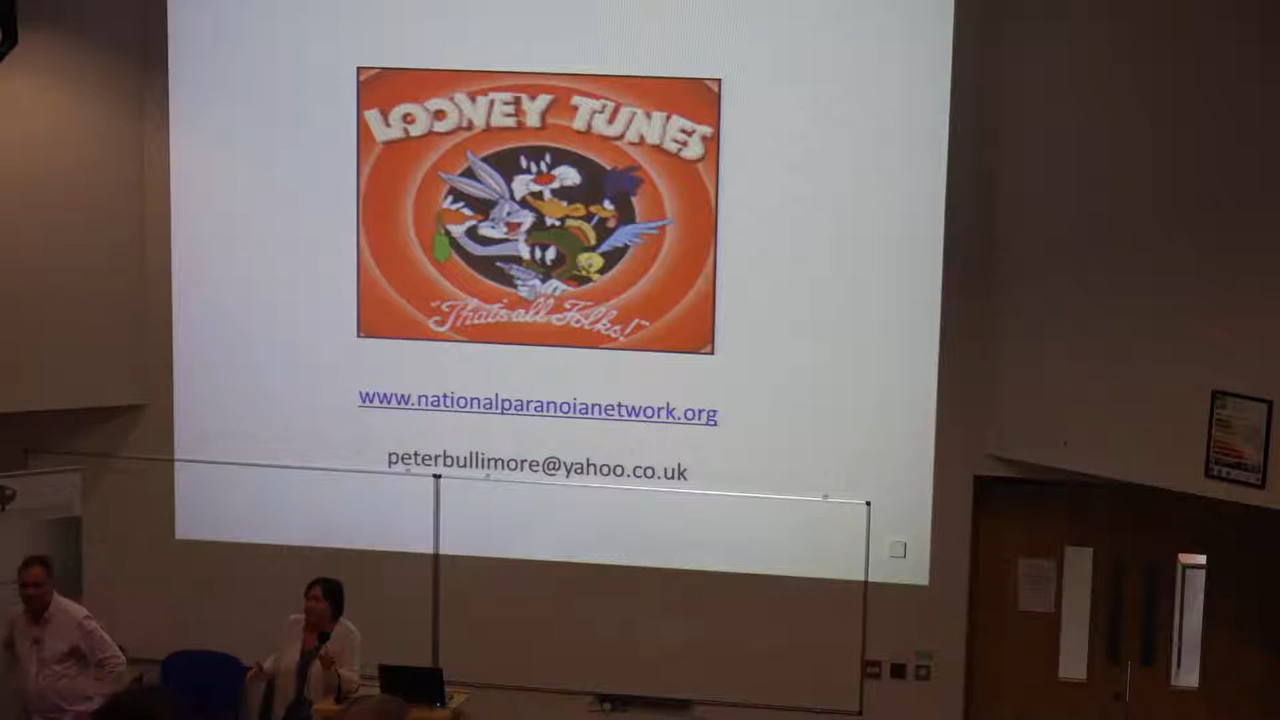 LOONEY TUNES
"That's all Folks!"
www.nationalparanoianetwork.org
peterbullimore@yahoo.co.uk